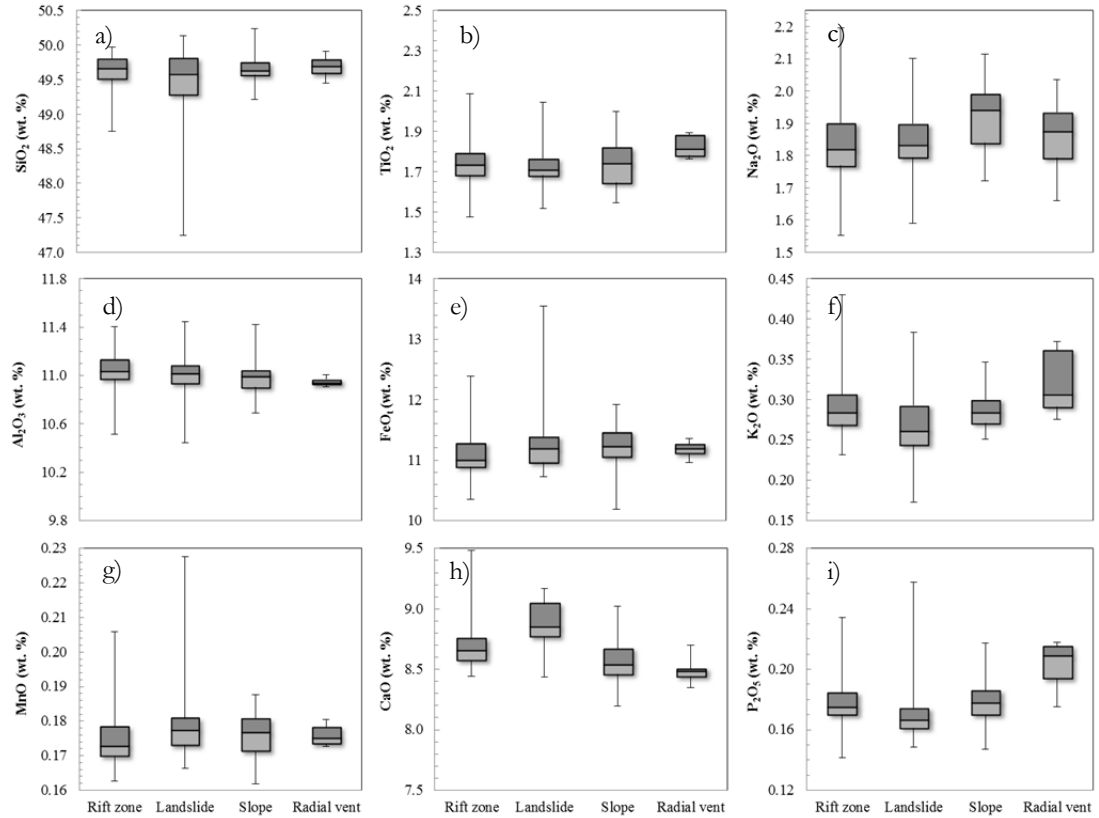 a)
SiO2 (wt. %)
50.5
50.0
49.5
49.0
48.5
48.0
47.5
47.0
b)
TiO2 (wt. %)
2.5
2.3
2.1
1.9
1.7
1.5
1.3
c)
Na2O (wt. %)
2.2
2.1
2.0
1.9
1.8
1.7
1.6
1.5
d)
Al2O3 (wt. %)
11.8
11.4
11.0
10.6
10.2
9.8
e)
FeOt (wt. %)
14
13
12
11
10
f)
K2O (wt. %)
0.45
0.40
0.35
0.30
0.25
0.20
0.15
g)
MnO (wt. %)
0.23
0.22
0.21
0.20
0.19
0.18
0.17
0.16
Rift zone Landslide Slope Radial vent
h)
CaO (wt. %)
9.5
9.0
8.5
8.0
7.5
Rift zone Landslide Slope Radial vent
i)
P2O5 (wt. %)
0.28
0.24
0.20
0.16
0.12
Rift zone Landslide Slope Radial vent